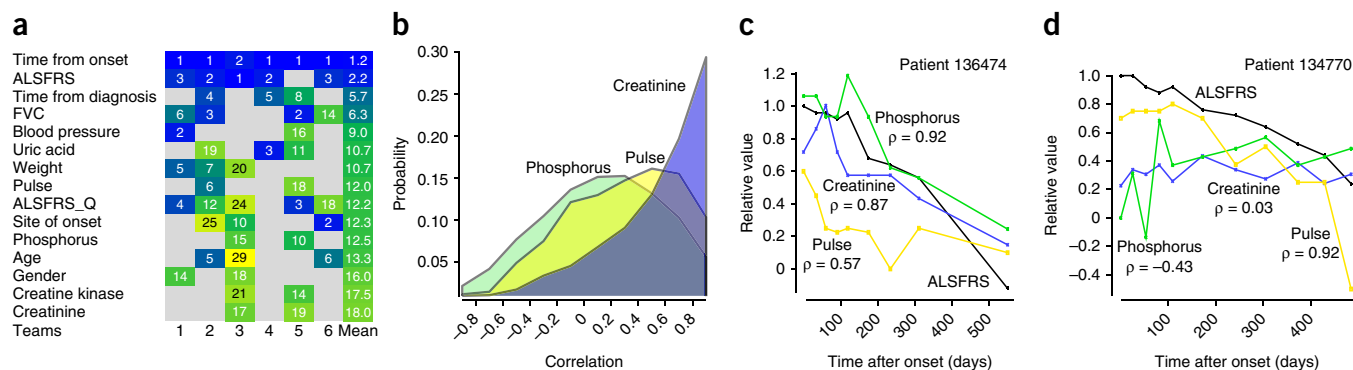 a
Time from onset 1 1 2 1 1 1 1.2
ALSFRS 3 2 1 2 3 2.2
Time from diagnosis 4 5 8 5.7
FVC 6 3 2 14 6.3
Blood pressure 2 16 9.0
Uric acid 19 3 11 10.7
Weight 5 7 20 10.7
Pulse 6 18 12.0
ALSFRS_Q 4 12 24 3 18 12.2
Site of onset 25 10 2 12.3
Phosphorus 15 10 12.5
Age 5 29 6 13.3
Gender 14 18 16.0
Creatine kinase 21 14 17.5
Creatinine 17 19 18.0
Teams 1 2 3 4 5 6 Mean
b
Probability
0.30
0.25
0.20
0.15
0.10
0.05
Creatinine
Phosphorus
Pulse
−0.8 −0.6 −0.4 −0.2 0 0.2 0.4 0.6 0.8
Correlation
c
Patient 136474
Relative value
1.2
1.0
0.8
0.6
0.4
0.2
0
Phosphorus
ρ = 0.92
Creatinine
ρ = 0.87
Pulse
ρ = 0.57
ALSFRS
100 200 300 400 500
Time after onset (days)
d
Patient 134770
Relative value
1.0
0.8
0.6
0.4
0.2
0
−0.2
−0.4
ALSFRS
Creatinine
ρ = 0.03
Phosphorus
ρ = −0.43
Pulse
ρ = 0.92
100 200 300 400
Time after onset (days)